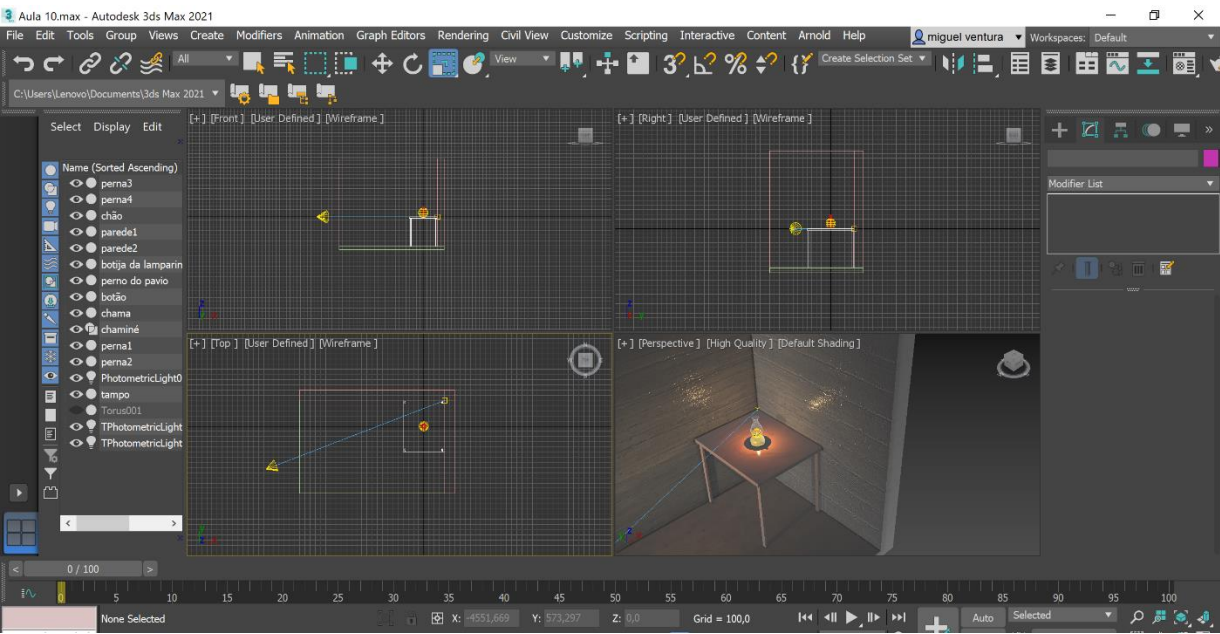 Aula 10.max - Autodesk 3ds Max 2021
File Edit Tools Group Views Create Modifiers Animation Graph Editors Rendering Civil View Customize Scripting Interactive Content Arnold Help miguel ventura Workspaces: Default
All View Create Selection Set
C:\Users\Lenovo\Documents\3ds Max 2021
Select Display Edit
[+] [Front] [User Defined] [Wireframe]
[+] [Right] [User Defined] [Wireframe]
Name (Sorted Ascending)
perna3
perna4
chão
parede1
parede2
botija da lamparin
perno do pavio
botão
chama
chaminé
perna1
perna2
PhotometricLight0
tampo
Torus001
TPhotometricLight
TPhotometricLight
Modifier List
[+] [Top] [User Defined] [Wireframe]
[+] [Perspective] [High Quality] [Default Shading]
0 / 100
0 5 10 15 20 25 30 35 40 45 50 55 60 65 70 75 80 85 90 95 100
None Selected X: -4551,669 Y: 573,297 Z: 0,0 Grid = 100,0 Auto Selected